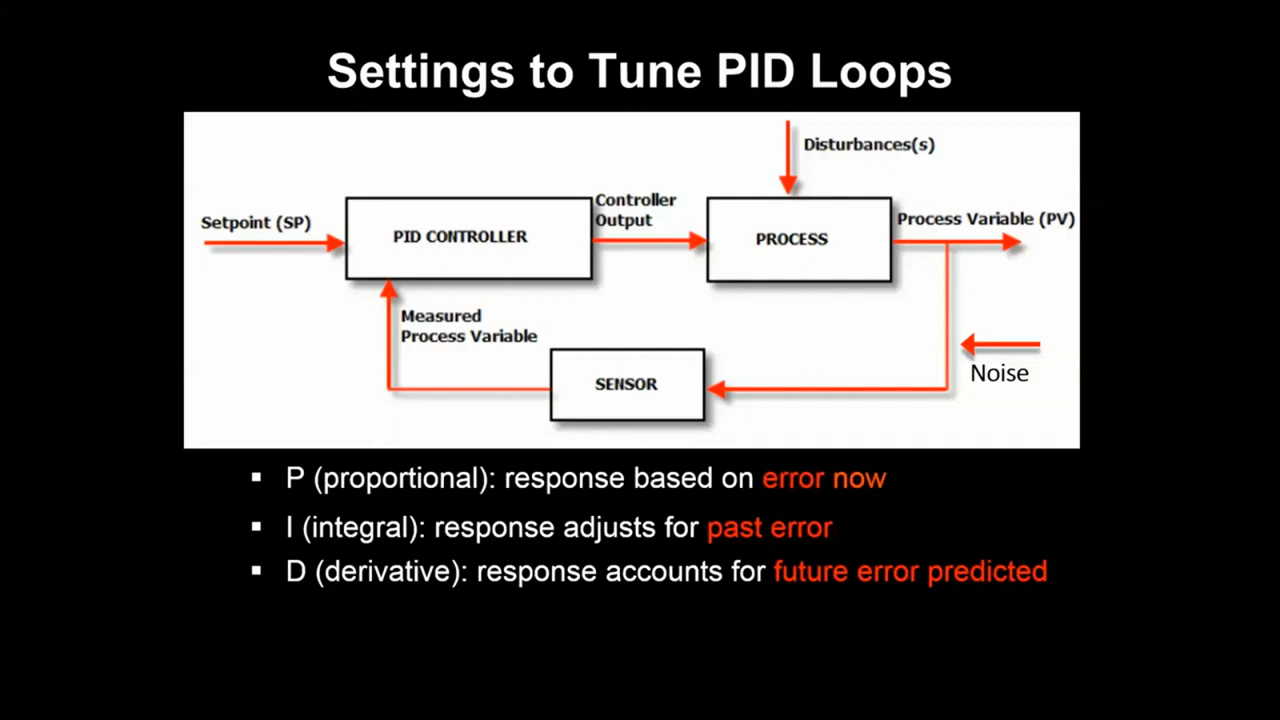 Settings to Tune PID Loops
Disturbances(s)
Setpoint (SP)
PID CONTROLLER
Controller
Output
PROCESS
Process Variable (PV)
Measured
Process Variable
SENSOR
Noise
▪ P (proportional): response based on error now
▪ I (integral): response adjusts for past error
▪ D (derivative): response accounts for future error predicted